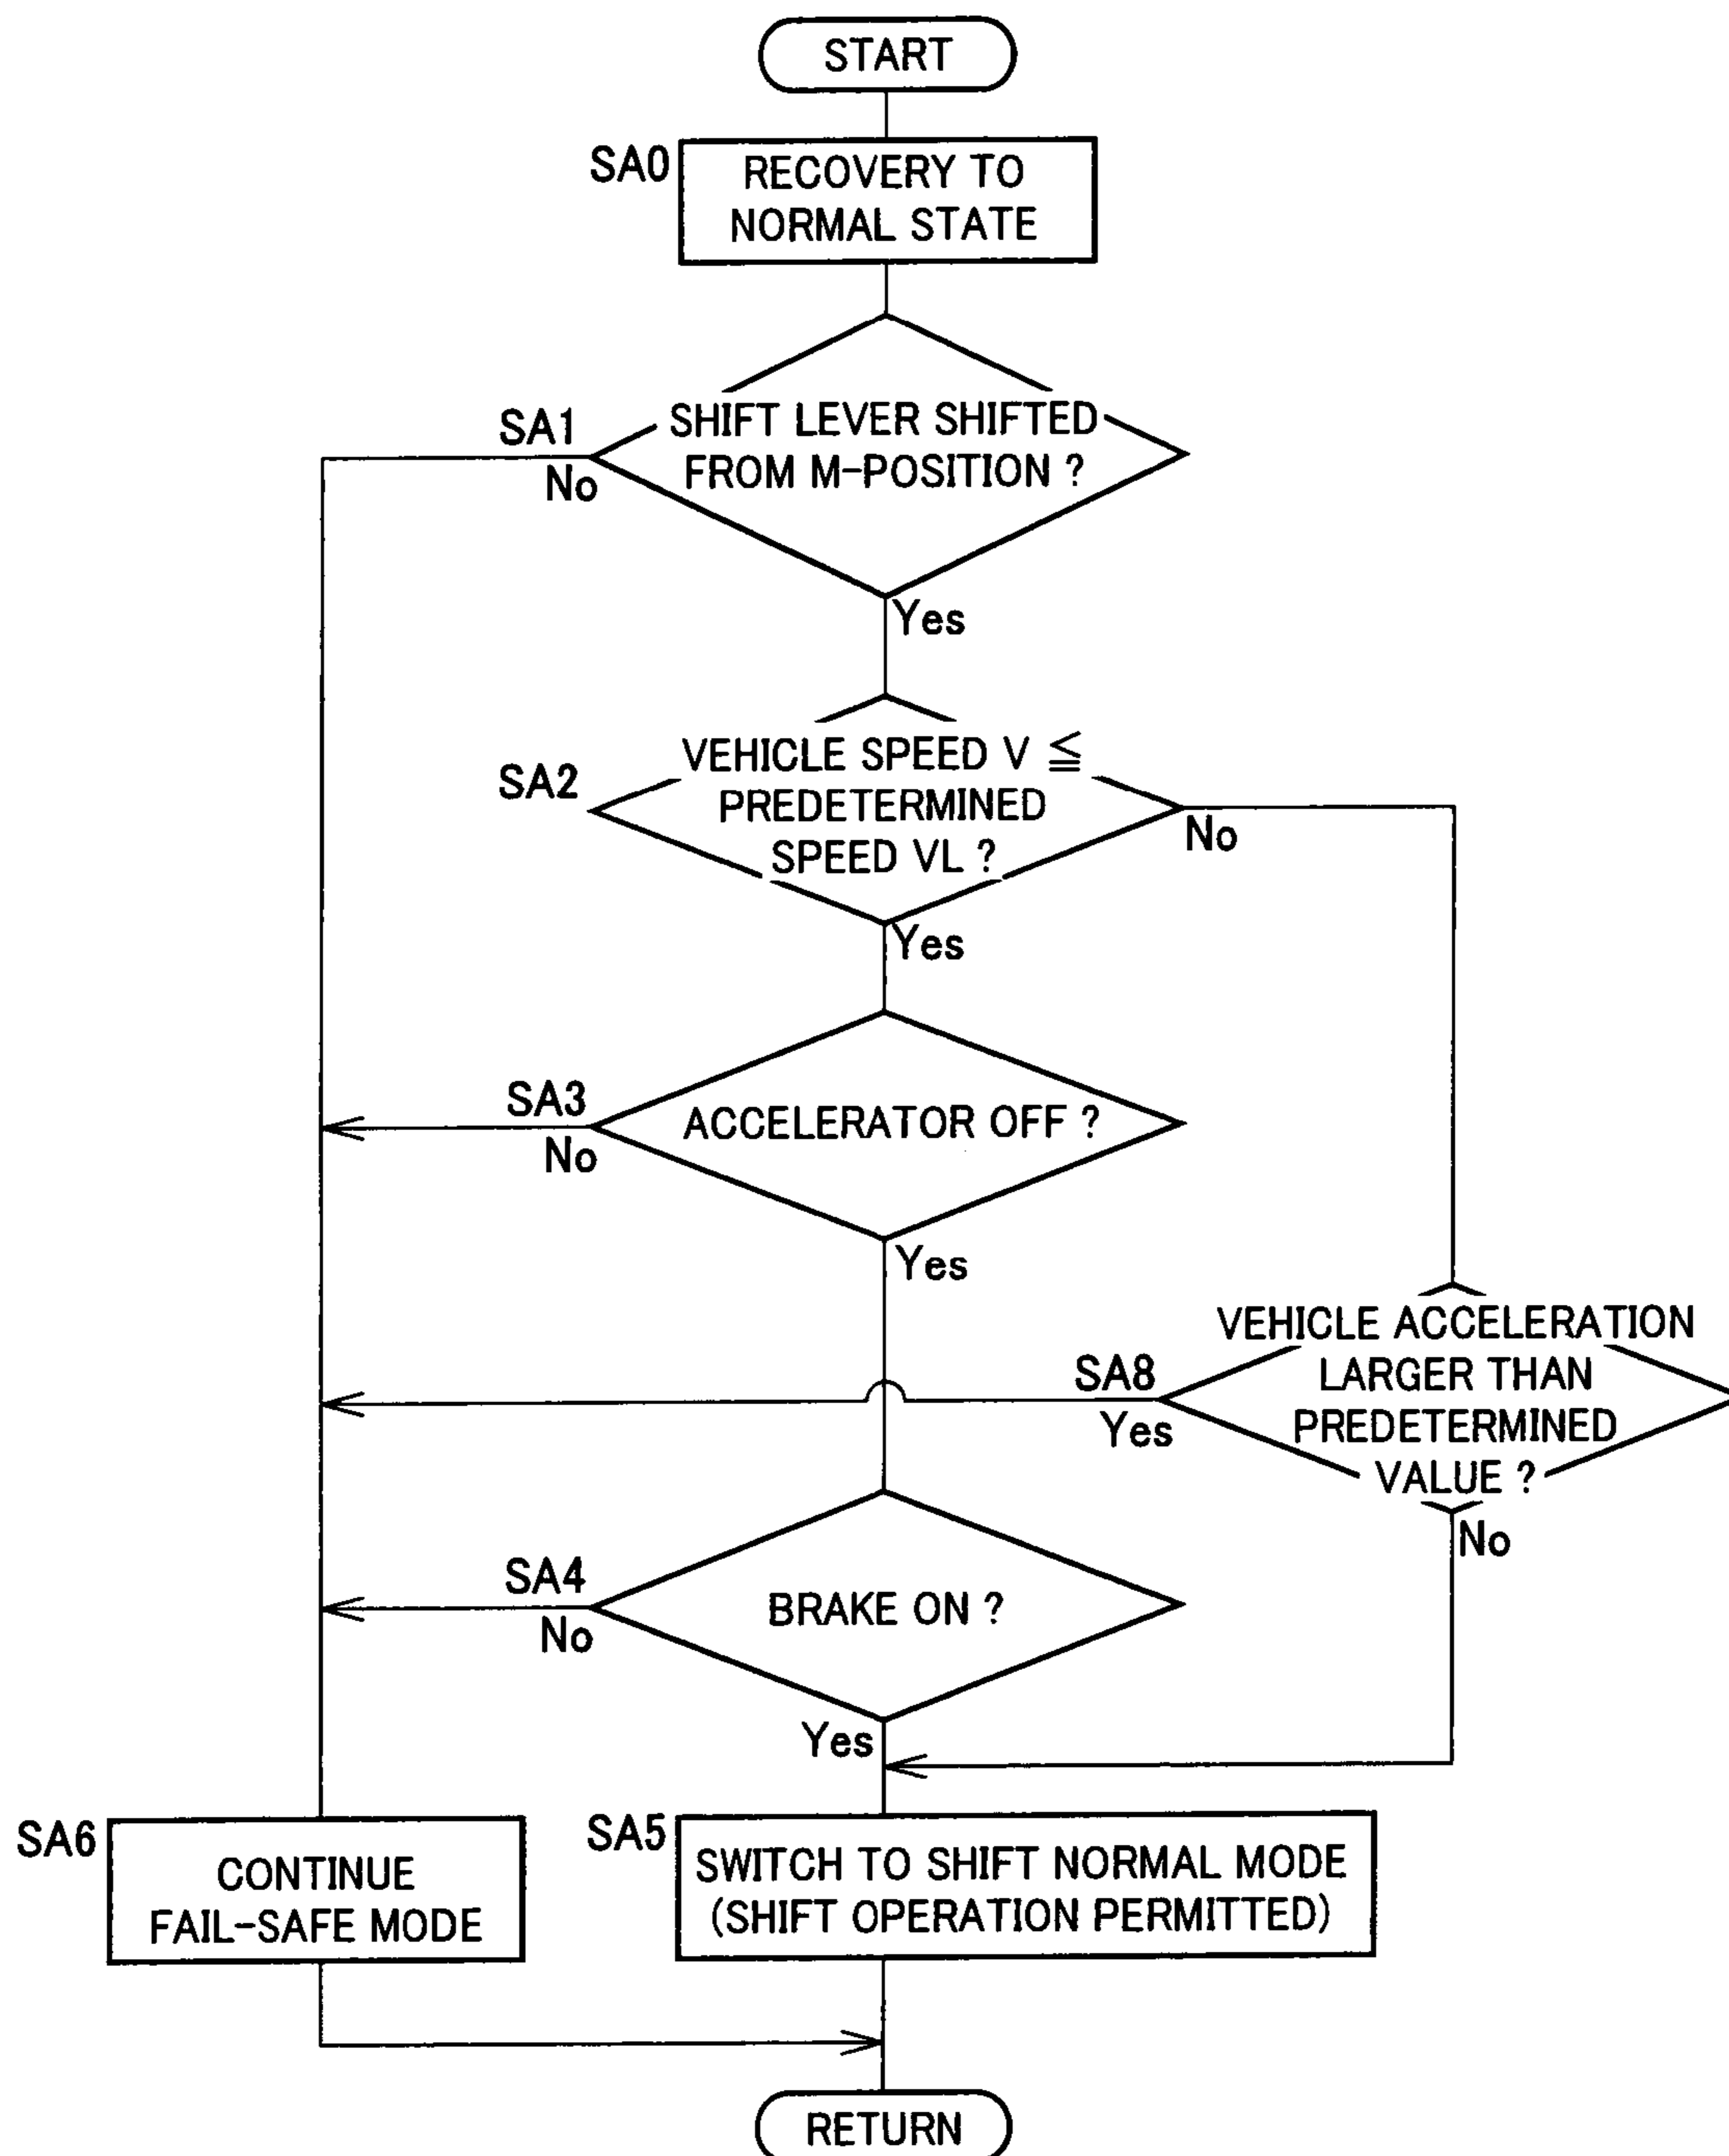 START
SA0
RECOVERY TO
NORMAL STATE
SA1
SHIFT LEVER SHIFTED
FROM M-POSITION ?
No
Yes
SA2
VEHICLE SPEED V ≦
PREDETERMINED
SPEED VL ?
No
Yes
SA3
ACCELERATOR OFF ?
No
Yes
SA8
VEHICLE ACCELERATION
LARGER THAN
PREDETERMINED
VALUE ?
Yes
No
SA4
BRAKE ON ?
No
Yes
SA6
CONTINUE
FAIL-SAFE MODE
SA5
SWITCH TO SHIFT NORMAL MODE
(SHIFT OPERATION PERMITTED)
RETURN